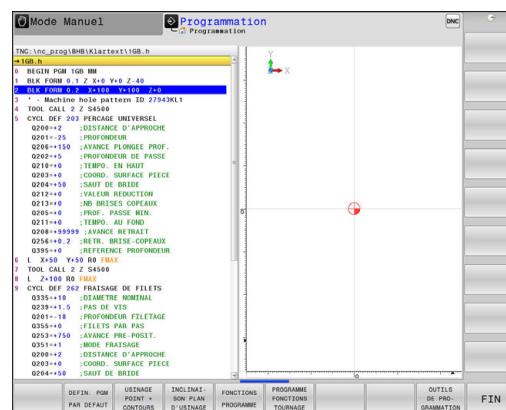 Mode Manuel
Programmation
Programmation
DNC
TNC:\nc_prog\BHB\Klartext\1GB.h
→1GB.h
0 BEGIN PGM 1GB MM
1 BLK FORM 0.1 Z X+0 Y+0 Z-40
2 BLK FORM 0.2 X+100 Y+100 Z+0
3 * - Machine hole pattern ID 27943KL1
4 TOOL CALL 2 Z S4500
5 CYCL DEF 203 PERCAGE UNIVERSEL
Q200=+2 ;DISTANCE D'APPROCHE
Q201=-25 ;PROFONDEUR
Q206=+150 ;AVANCE PLONGEE PROF.
Q202=+5 ;PROFONDEUR DE PASSE
Q210=+0 ;TEMPO. EN HAUT
Q203=+0 ;COORD. SURFACE PIECE
Q204=+50 ;SAUT DE BRIDE
Q212=+0 ;VALEUR REDUCTION
Q213=+0 ;NB BRISES COPEAUX
Q205=+0 ;PROF. PASSE MIN.
Q211=+0 ;TEMPO. AU FOND
Q208=+99999 ;AVANCE RETRAIT
Q256=+0.2 ;RETR. BRISE-COPEAUX
Q395=+0 ;REFERENCE PROFONDEUR
6 L X+50 Y+50 R0 FMAX
7 TOOL CALL 2 Z S4500
8 L Z+100 R0 FMAX
9 CYCL DEF 262 FRAISAGE DE FILETS
Q335=+10 ;DIAMETRE NOMINAL
Q239=+1.5 ;PAS DE VIS
Q201=-18 ;PROFONDEUR FILETAGE
Q355=+0 ;FILETS PAR PAS
Q253=+750 ;AVANCE PRE-POSIT.
Q351=+1 ;MODE FRAISAGE
Q200=+2 ;DISTANCE D'APPROCHE
Q203=+0 ;COORD. SURFACE PIECE
Q204=+50 ;SAUT DE BRIDE
Y
X
0
0
DEFIN. PGM
PAR DEFAUT
USINAGE
POINT +
CONTOURS
INCLINAI-
SON PLAN
D'USINAGE
FONCTIONS
PROGRAMME
PROGRAMME
FONCTIONS
TOURNAGE
OUTILS
DE PRO-
GRAMMATION
FIN